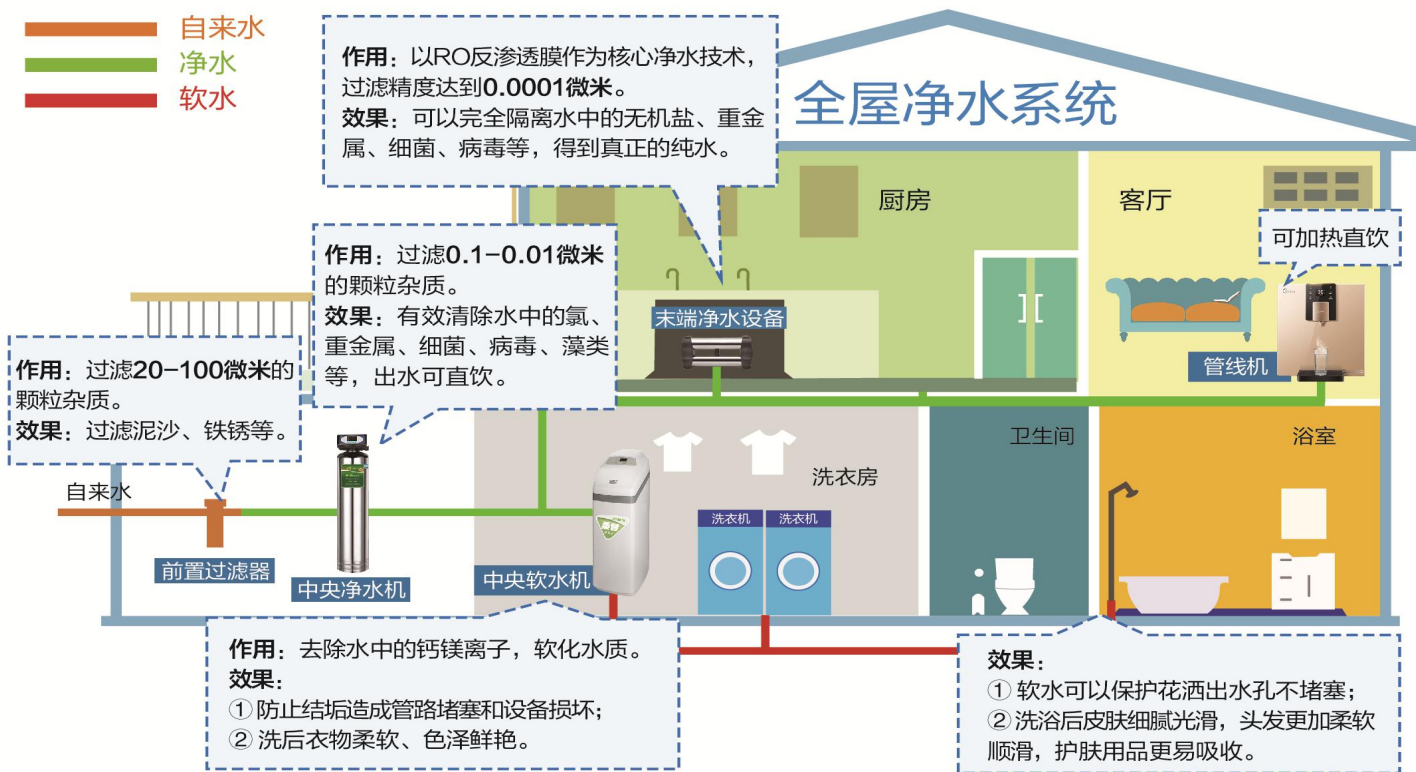 自来水
净水
软水
全屋净水系统
作用：以RO反渗透膜作为核心净水技术，
过滤精度达到0.0001微米。
效果：可以完全隔离水中的无机盐、重金
属、细菌、病毒等，得到真正的纯水。
厨房
客厅
可加热直饮
作用：过滤0.1-0.01微米
的颗粒杂质。
效果：有效清除水中的氯、
重金属、细菌、病毒、藻类
等，出水可直饮。
末端净水设备
管线机
作用：过滤20-100微米的
颗粒杂质。
效果：过滤泥沙、铁锈等。
自来水
前置过滤器
中央净水机
中央软水机
洗衣房
洗衣机
洗衣机
卫生间
浴室
作用：去除水中的钙镁离子，软化水质。
效果：
①防止结垢造成管路堵塞和设备损坏；
②洗后衣物柔软、色泽鲜艳。
效果：
①软水可以保护花洒出水孔不堵塞；
②洗浴后皮肤细腻光滑，头发更加柔软
顺滑，护肤用品更易吸收。